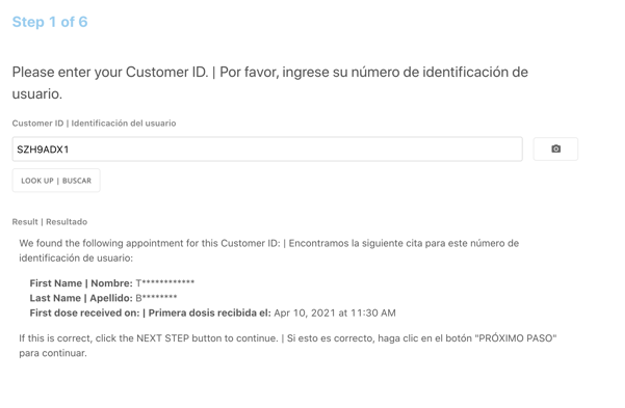 Step 1 of 6
Please enter your Customer ID. | Por favor, ingrese su número de identificación de
usuario.
Customer ID | Identificación del usuario
SZH9ADX1
LOOK UP | BUSCAR
Result | Resultado
We found the following appointment for this Customer ID: | Encontramos la siguiente cita para este número de
identificación de usuario:
First Name | Nombre: T************
Last Name | Apellido: B********
First dose received on: | Primera dosis recibida el: Apr 10, 2021 at 11:30 AM
If this is correct, click the NEXT STEP button to continue. | Si esto es correcto, haga clic en el botón "PRÓXIMO PASO"
para continuar.